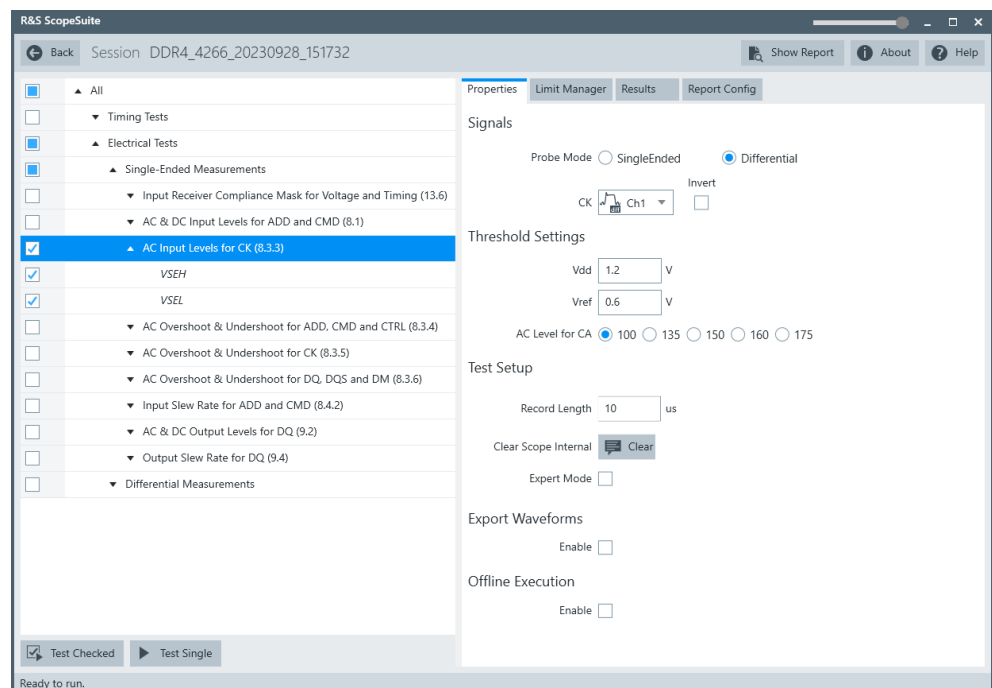 R&S ScopeSuite
Back Session DDR4_4266_20230928_151732 Show Report About Help
All
Timing Tests
Electrical Tests
Single-Ended Measurements
Input Receiver Compliance Mask for Voltage and Timing (13.6)
AC & DC Input Levels for ADD and CMD (8.1)
AC Input Levels for CK (8.3.3)
VSEH
VSEL
AC Overshoot & Undershoot for ADD, CMD and CTRL (8.3.4)
AC Overshoot & Undershoot for CK (8.3.5)
AC Overshoot & Undershoot for DQ, DQS and DM (8.3.6)
Input Slew Rate for ADD and CMD (8.4.2)
AC & DC Output Levels for DQ (9.2)
Output Slew Rate for DQ (9.4)
Differential Measurements
Test Checked Test Single
Properties Limit Manager Results Report Config
Signals
Probe Mode SingleEnded Differential
Invert
CK Ch1
Threshold Settings
Vdd 1.2 V
Vref 0.6 V
AC Level for CA 100 135 150 160 175
Test Setup
Record Length 10 us
Clear Scope Internal Clear
Expert Mode
Export Waveforms
Enable
Offline Execution
Enable
Ready to run.